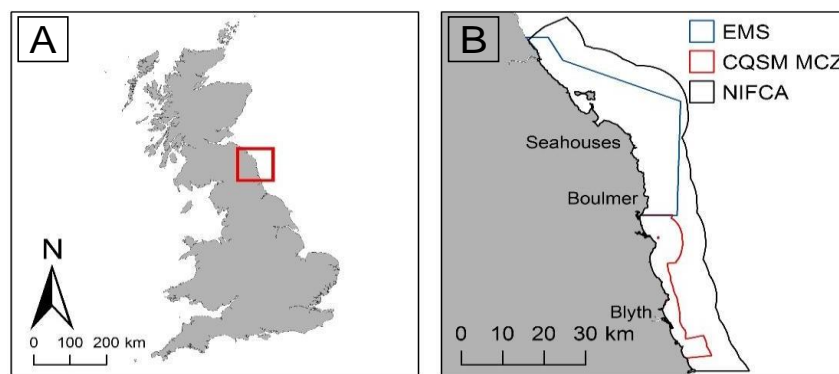 A
N
0 100 200 km
B
EMS
CQSM MCZ
NIFCA
Seahouses
Boulmer
Blyth
0 10 20 30 km